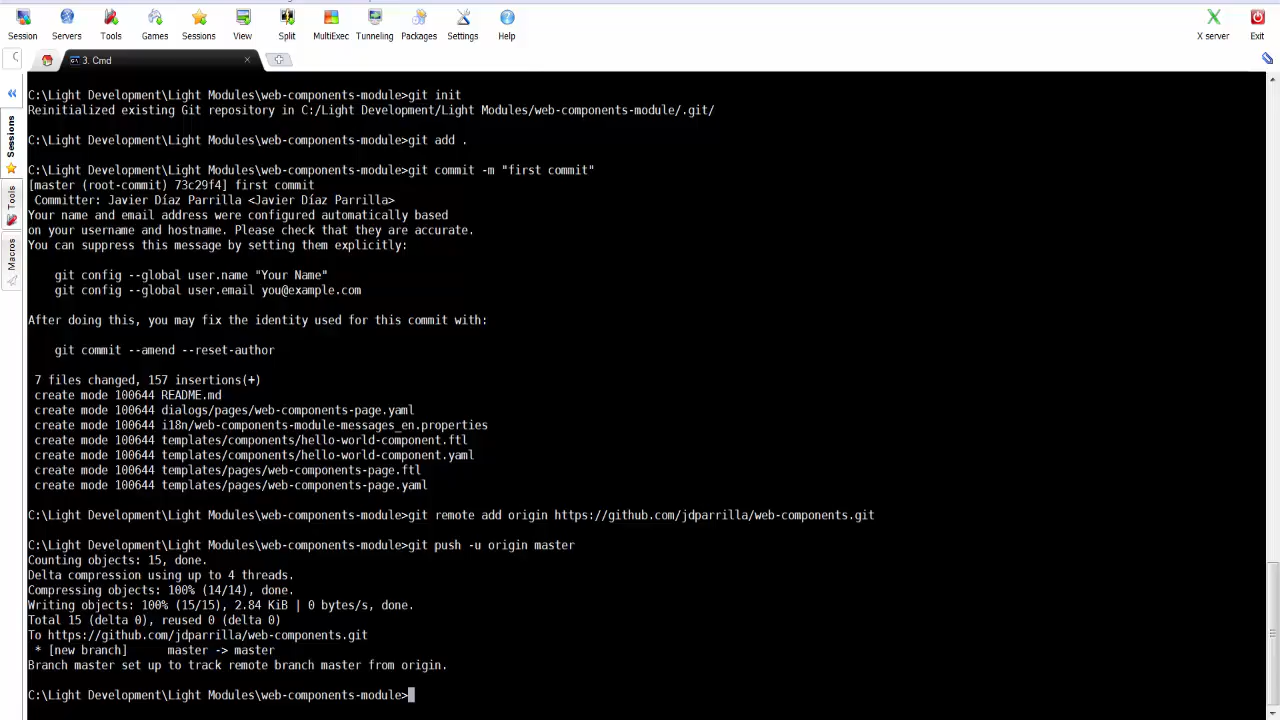 Session Servers Tools Games Sessions View Split MultiExec Tunneling Packages Settings Help X server Exit
3. Cmd
Sessions
Tools
Macros
C:\Light Development\Light Modules\web-components-module>git init
Reinitialized existing Git repository in C:/Light Development/Light Modules/web-components-module/.git/
C:\Light Development\Light Modules\web-components-module>git add .
C:\Light Development\Light Modules\web-components-module>git commit -m "first commit"
[master (root-commit) 73c29f4] first commit
 Committer: Javier Díaz Parrilla <Javier Díaz Parrilla>
Your name and email address were configured automatically based
on your username and hostname. Please check that they are accurate.
You can suppress this message by setting them explicitly:
    git config --global user.name "Your Name"
    git config --global user.email you@example.com
After doing this, you may fix the identity used for this commit with:
    git commit --amend --reset-author
 7 files changed, 157 insertions(+)
 create mode 100644 README.md
 create mode 100644 dialogs/pages/web-components-page.yaml
 create mode 100644 i18n/web-components-module-messages_en.properties
 create mode 100644 templates/components/hello-world-component.ftl
 create mode 100644 templates/components/hello-world-component.yaml
 create mode 100644 templates/pages/web-components-page.ftl
 create mode 100644 templates/pages/web-components-page.yaml
C:\Light Development\Light Modules\web-components-module>git remote add origin https://github.com/jdparrilla/web-components.git
C:\Light Development\Light Modules\web-components-module>git push -u origin master
Counting objects: 15, done.
Delta compression using up to 4 threads.
Compressing objects: 100% (14/14), done.
Writing objects: 100% (15/15), 2.84 KiB | 0 bytes/s, done.
Total 15 (delta 0), reused 0 (delta 0)
To https://github.com/jdparrilla/web-components.git
 * [new branch]      master -> master
Branch master set up to track remote branch master from origin.
C:\Light Development\Light Modules\web-components-module>